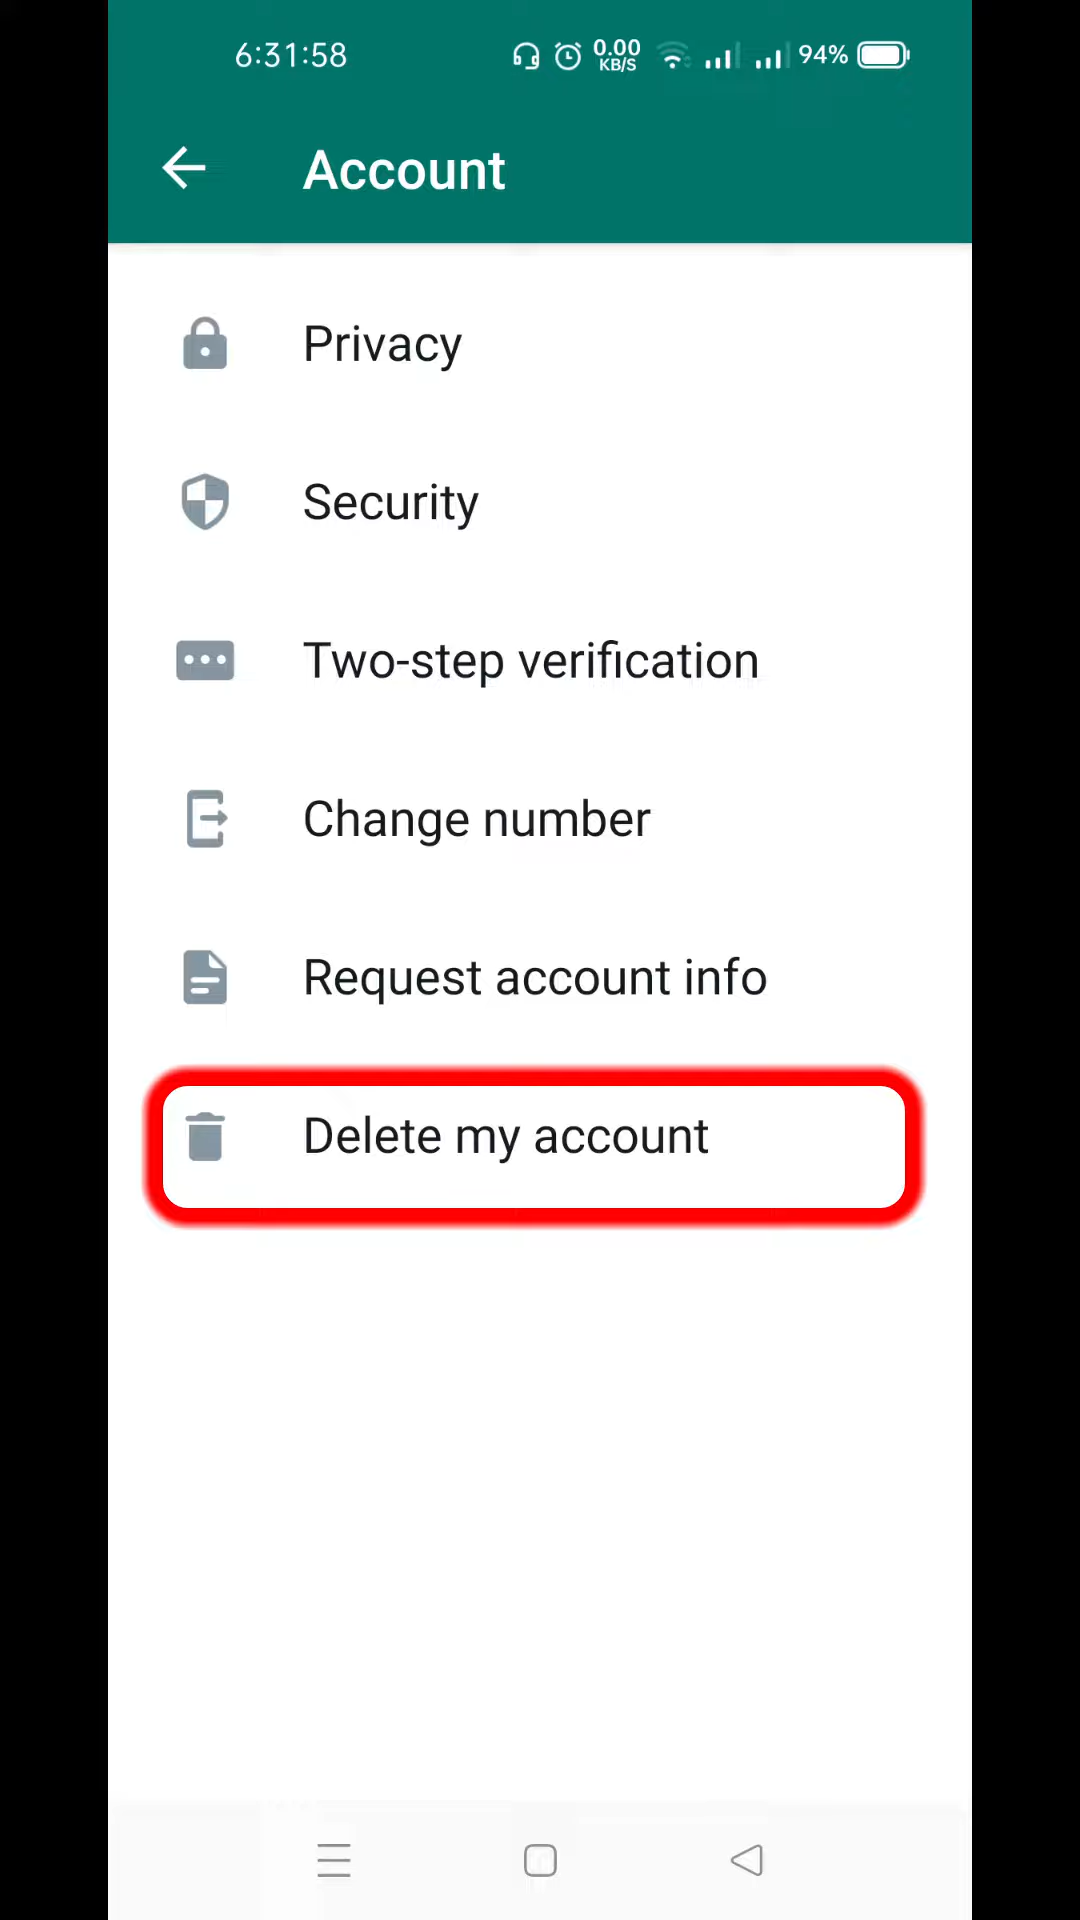 6:31:58 0.00 KB/S 94%
Account
Privacy
Security
Two-step verification
Change number
Request account info
Delete my account